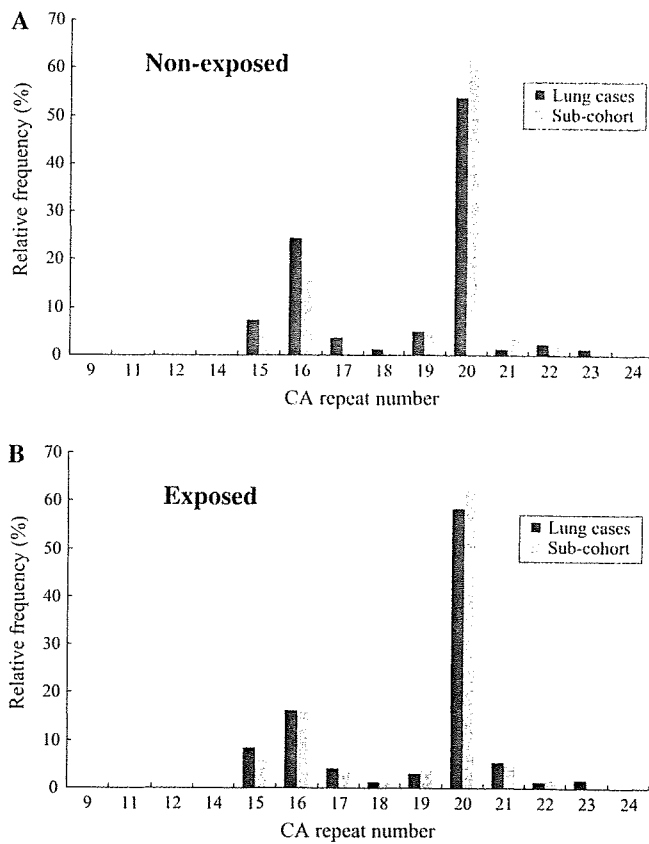 A
Non-exposed
Lung cases
Sub-cohort
Relative frequency (%)
70
60
50
40
30
20
10
0
9 11 12 14 15 16 17 18 19 20 21 22 23 24
CA repeat number
B
Exposed
Lung cases
Sub-cohort
Relative frequency (%)
70
60
50
40
30
20
10
0
9 11 12 14 15 16 17 18 19 20 21 22 23 24
CA repeat number